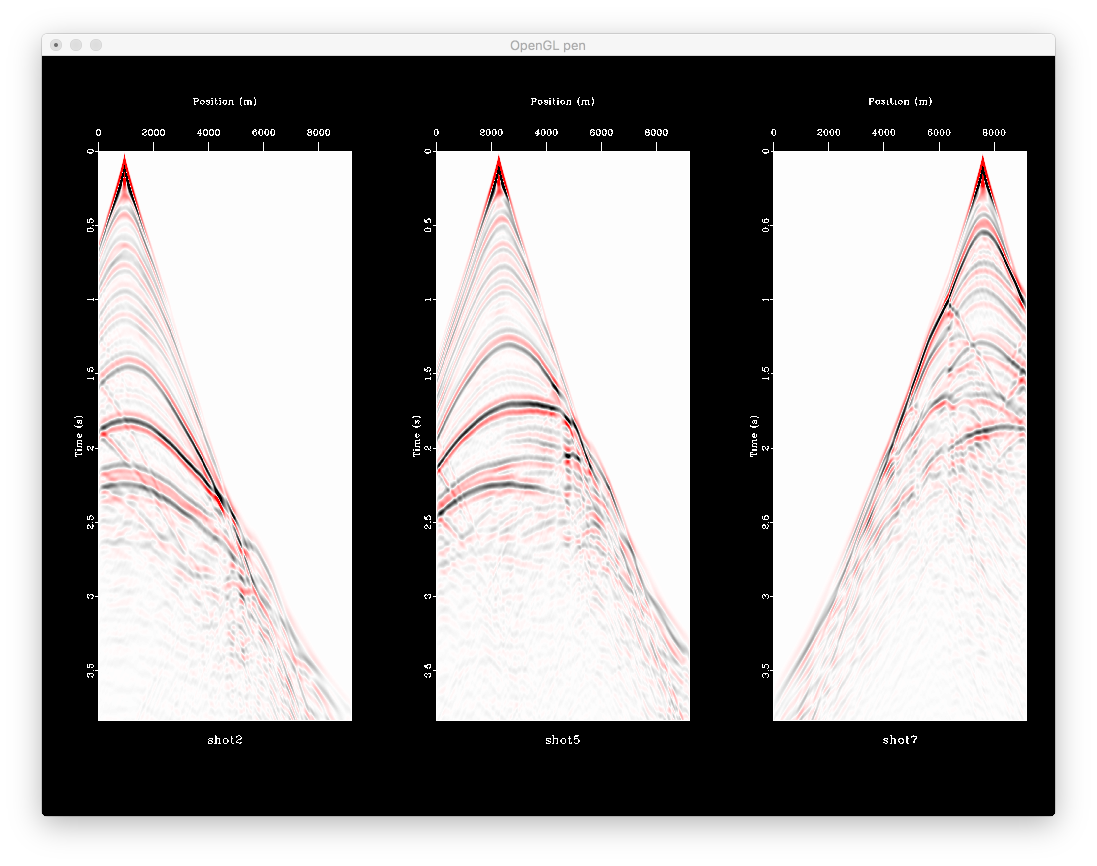 OpenGL pen
Position (m) Position (m) Position (m)
0 2000 4000 6000 8000 0 2000 4000 6000 8000 0 2000 4000 6000 8000
0 0 0
0.5 0.5 0.5
1 1 1
1.5 1.5 1.5
Time (s) Time (s) Time (s)
2 2 2
2.5 2.5 2.5
3 3 3
3.5 3.5 3.5
shot2 shot5 shot7